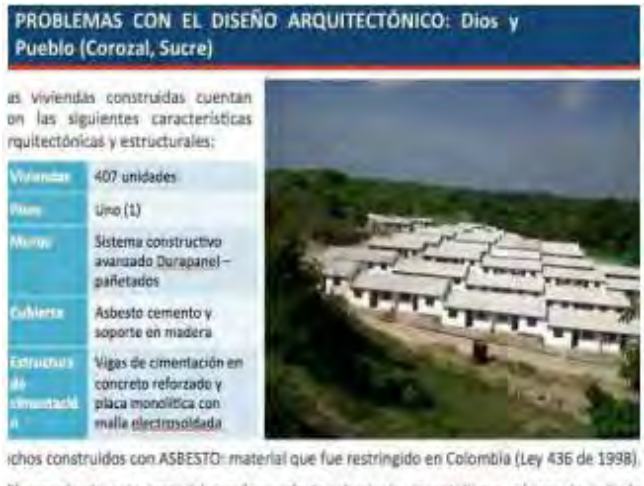 PROBLEMAS CON EL DISEÑO ARQUITECTÓNICO: Dios y
Pueblo (Corozal, Sucre)
as viviendas construidas cuentan
on las siguientes características
rquitectónicas y estructurales:
Viviendas 407 unidades
Pisos Uno (1)
Muros Sistema constructivo
avanzado Durapanel –
pañetados
Cubierta Asbesto cemento y
soporte en madera
Estructura Vigas de cimentación en
de concreto reforzado y
cimentació placa monolítica con
n malla electrosoldada
chos construidos con ASBESTO: material que fue restringido en Colombia (Ley 436 de 1998)